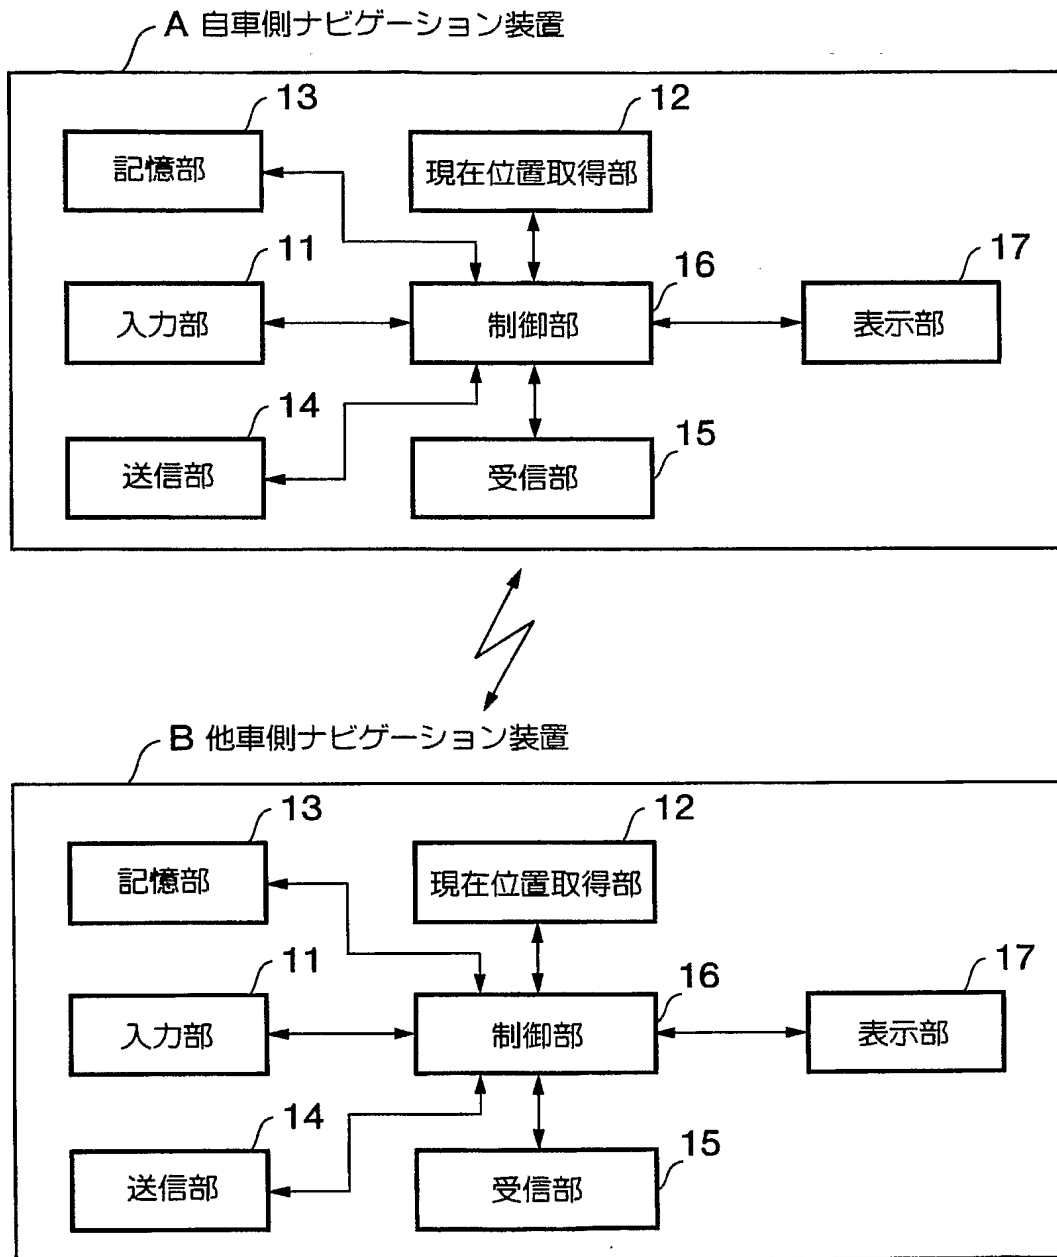 A 自車側ナビゲーション装置
13
12
記憶部
現在位置取得部
11
16
17
入力部
制御部
表示部
14
15
送信部
受信部
B 他車側ナビゲーション装置
13
12
記憶部
現在位置取得部
11
16
17
入力部
制御部
表示部
14
15
送信部
受信部